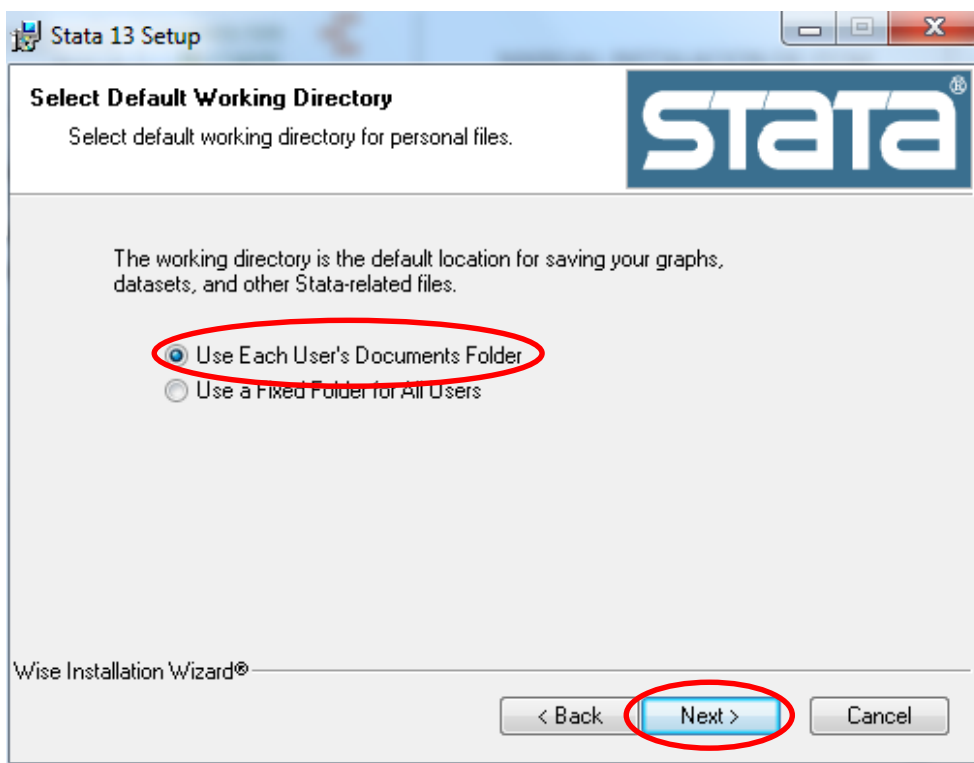 Stata 13 Setup
Select Default Working Directory
Select default working directory for personal files.
STATA®
The working directory is the default location for saving your graphs,
datasets, and other Stata-related files.
Use Each User's Documents Folder
Use a Fixed Folder for All Users
Wise Installation Wizard®
< Back Next > Cancel